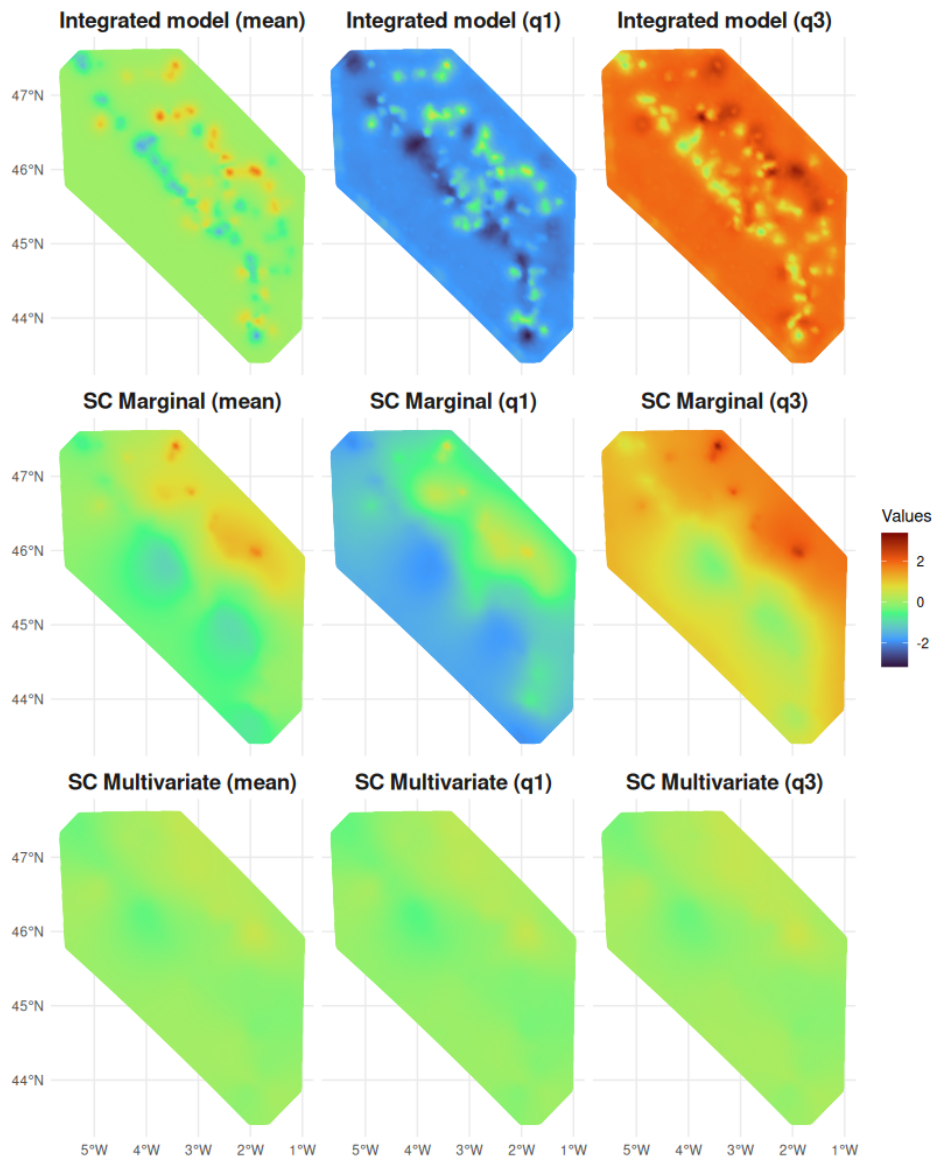 Integrated model (mean) Integrated model (q1) Integrated model (q3)
47°N
46°N
45°N
44°N
SC Marginal (mean) SC Marginal (q1) SC Marginal (q3)
47°N
46°N
45°N
44°N
Values
2
0
-2
SC Multivariate (mean) SC Multivariate (q1) SC Multivariate (q3)
47°N
46°N
45°N
44°N
5°W 4°W 3°W 2°W 1°W 5°W 4°W 3°W 2°W 1°W 5°W 4°W 3°W 2°W 1°W